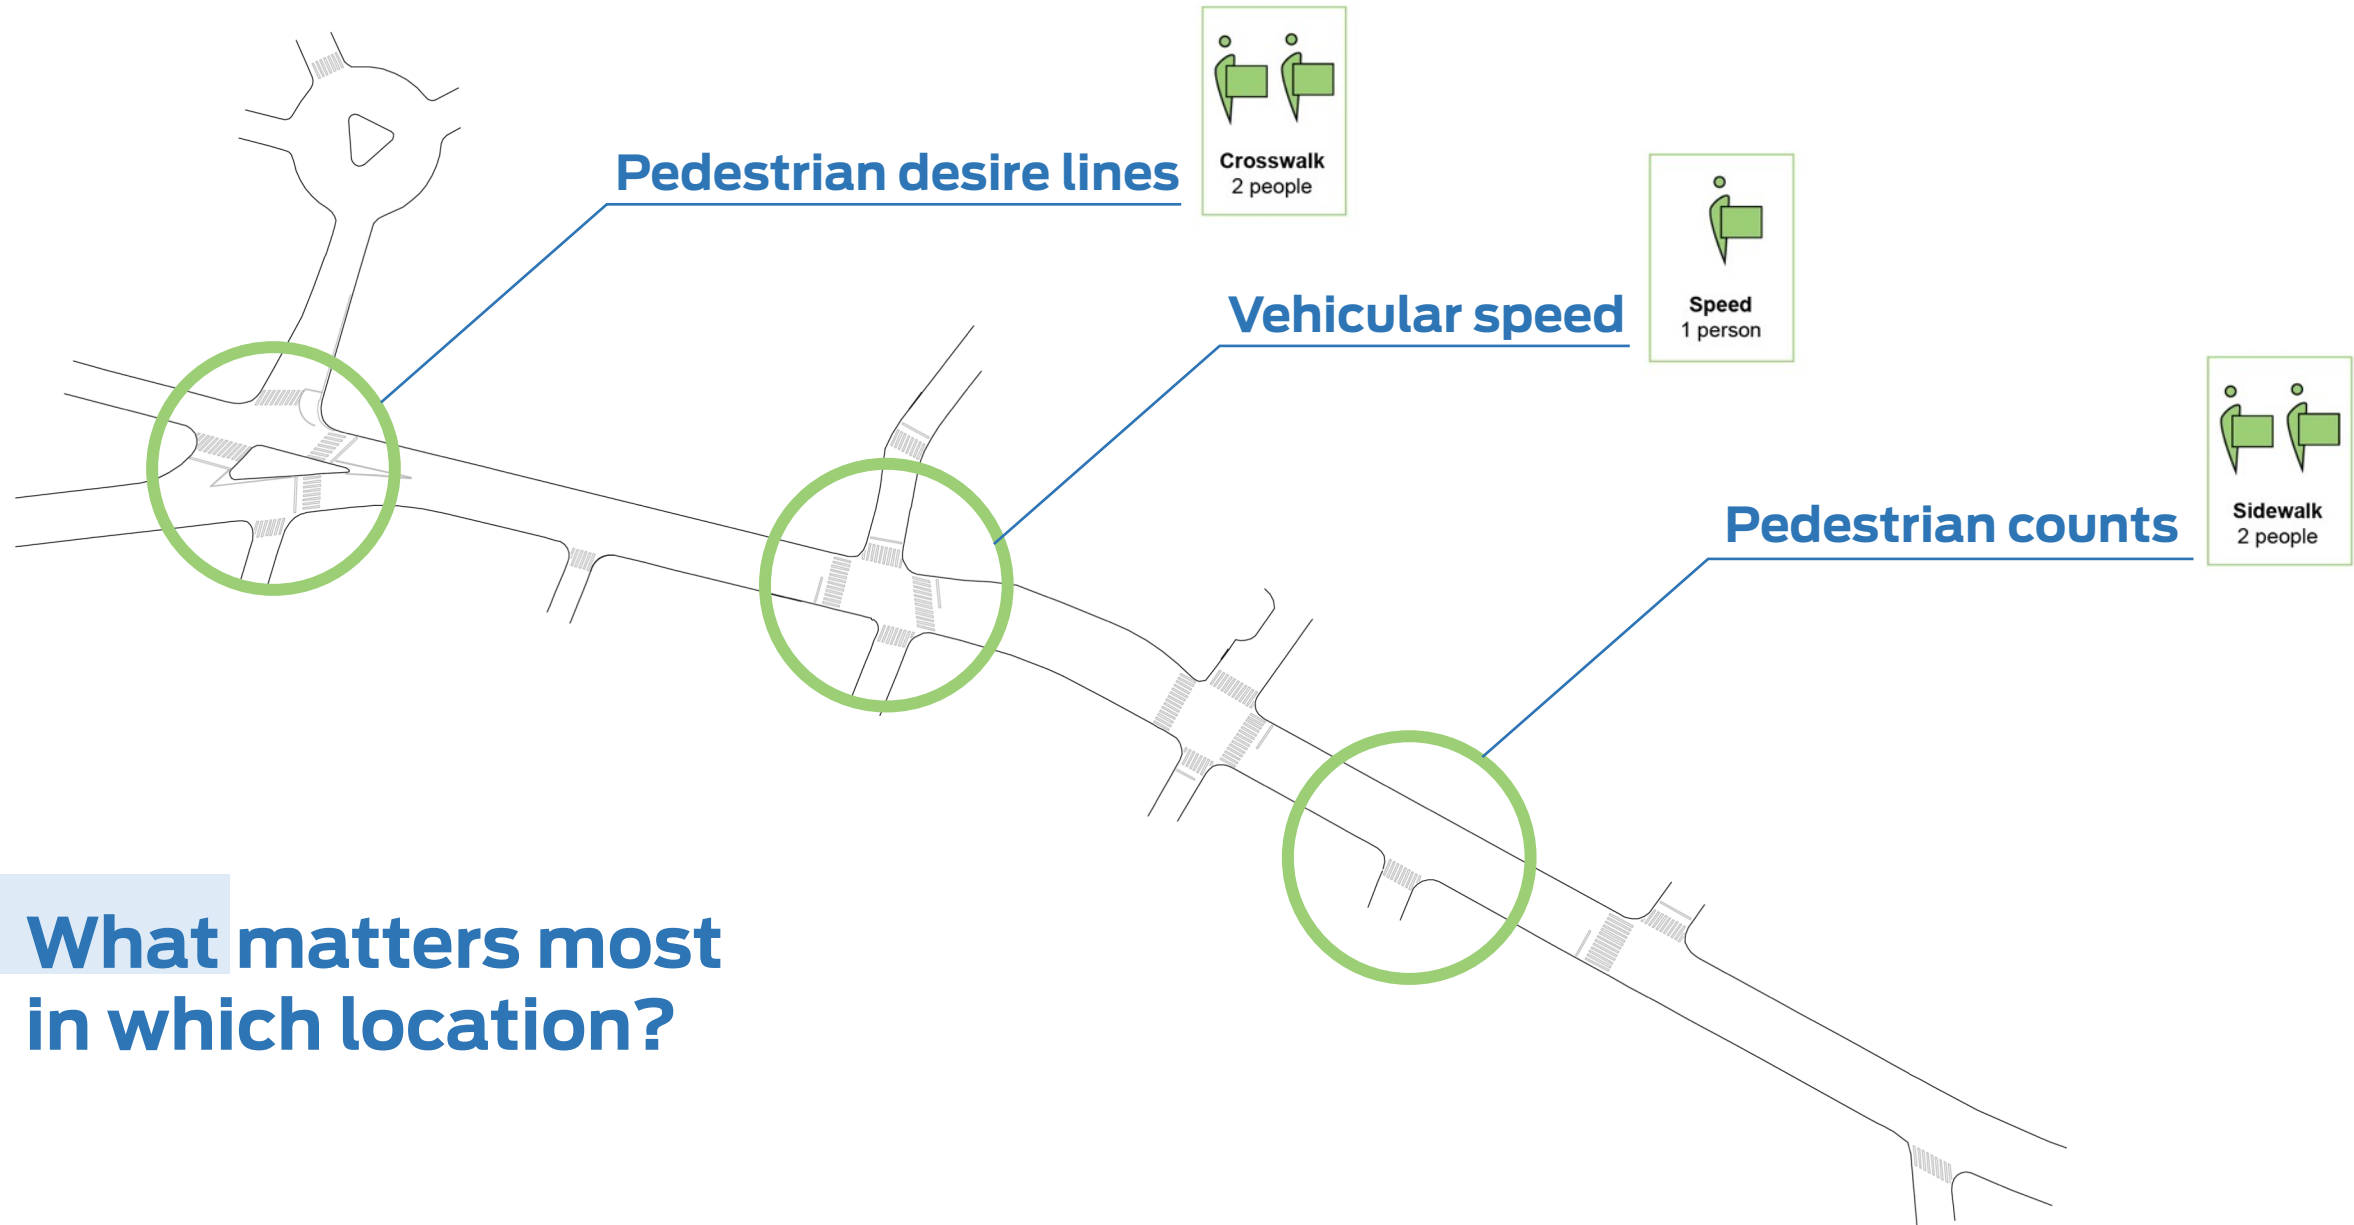 Pedestrian desire lines
Crosswalk
2 people
Vehicular speed
Speed
1 person
Pedestrian counts
Sidewalk
2 people
What matters most
in which location?